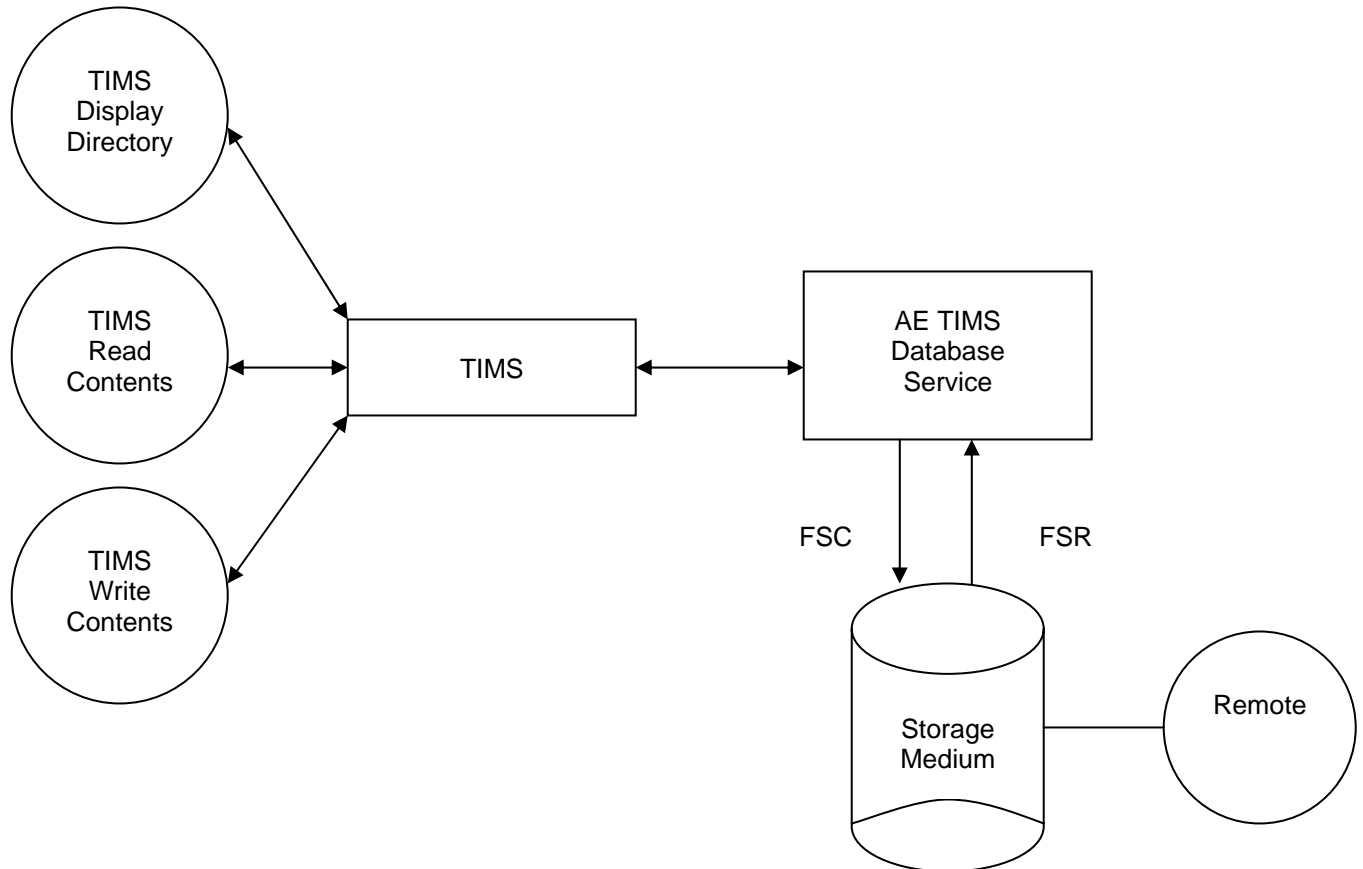 TIMS
Display
Directory
TIMS
Read
Contents
TIMS
AE TIMS
Database
Service
TIMS
Write
Contents
FSC
FSR
Storage
Medium
Remote